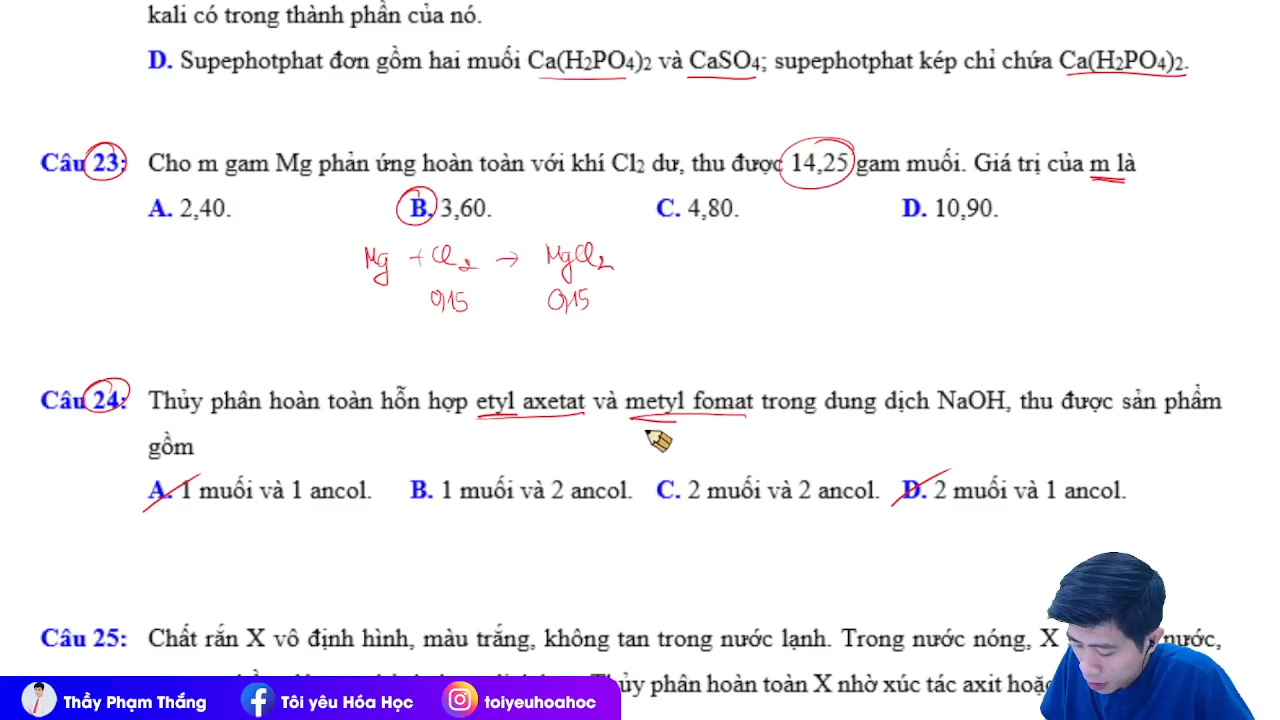 kali có trong thành phần của nó.
D. Supephotphat đơn gồm hai muối Ca(H2PO4)2 và CaSO4; supephotphat kép chỉ chứa Ca(H2PO4)2.
Câu 23: Cho m gam Mg phản ứng hoàn toàn với khí Cl2 dư, thu được 14,25 gam muối. Giá trị của m là
A. 2,40. B. 3,60. C. 4,80. D. 10,90.
Mg + Cl2 → MgCl2
0,15 0,15
Câu 24: Thủy phân hoàn toàn hỗn hợp etyl axetat và metyl fomat trong dung dịch NaOH, thu được sản phẩm
gồm
A. 1 muối và 1 ancol. B. 1 muối và 2 ancol. C. 2 muối và 2 ancol. D. 2 muối và 1 ancol.
Câu 25: Chất rắn X vô định hình, màu trắng, không tan trong nước lạnh. Trong nước nóng, X nước,
phân hoàn toàn X nhờ xúc tác axit hoặc
Thầy Phạm Thắng Tôi yêu Hóa Học toiyeuhoahoc